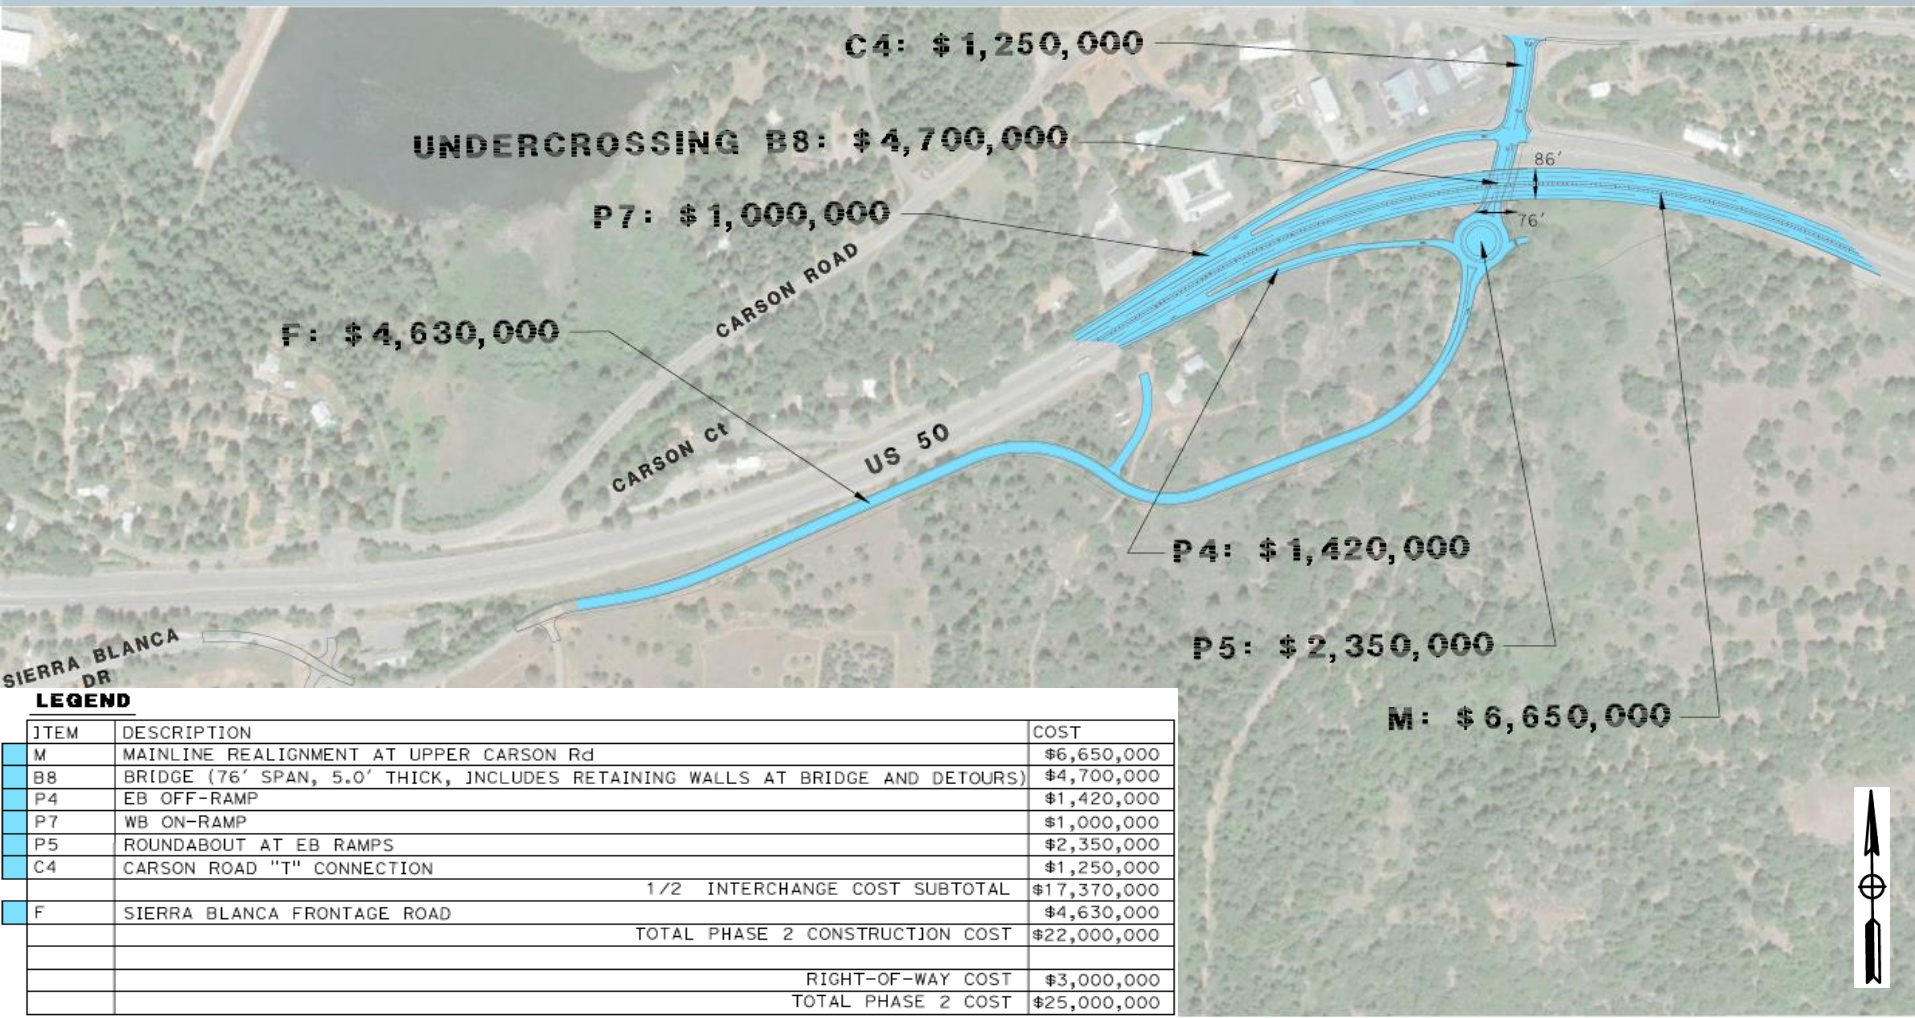 C4: $1,250,000
UNDERCROSSING B8: $4,700,000
86'
P7: $1,000,000
76'
CARSON ROAD
F: $4,630,000
CARSON Ct
US 50
P4: $1,420,000
P5: $2,350,000
SIERRA BLANCA
DR
M: $6,650,000
LEGEND
ITEM DESCRIPTION COST
M MAINLINE REALIGNMENT AT UPPER CARSON Rd $6,650,000
B8 BRIDGE (76' SPAN, 5.0' THICK, INCLUDES RETAINING WALLS AT BRIDGE AND DETOURS) $4,700,000
P4 EB OFF-RAMP $1,420,000
P7 WB ON-RAMP $1,000,000
P5 ROUNDABOUT AT EB RAMPS $2,350,000
C4 CARSON ROAD "T" CONNECTION $1,250,000
1/2 INTERCHANGE COST SUBTOTAL $17,370,000
F SIERRA BLANCA FRONTAGE ROAD $4,630,000
TOTAL PHASE 2 CONSTRUCTION COST $22,000,000
RIGHT-OF-WAY COST $3,000,000
TOTAL PHASE 2 COST $25,000,000